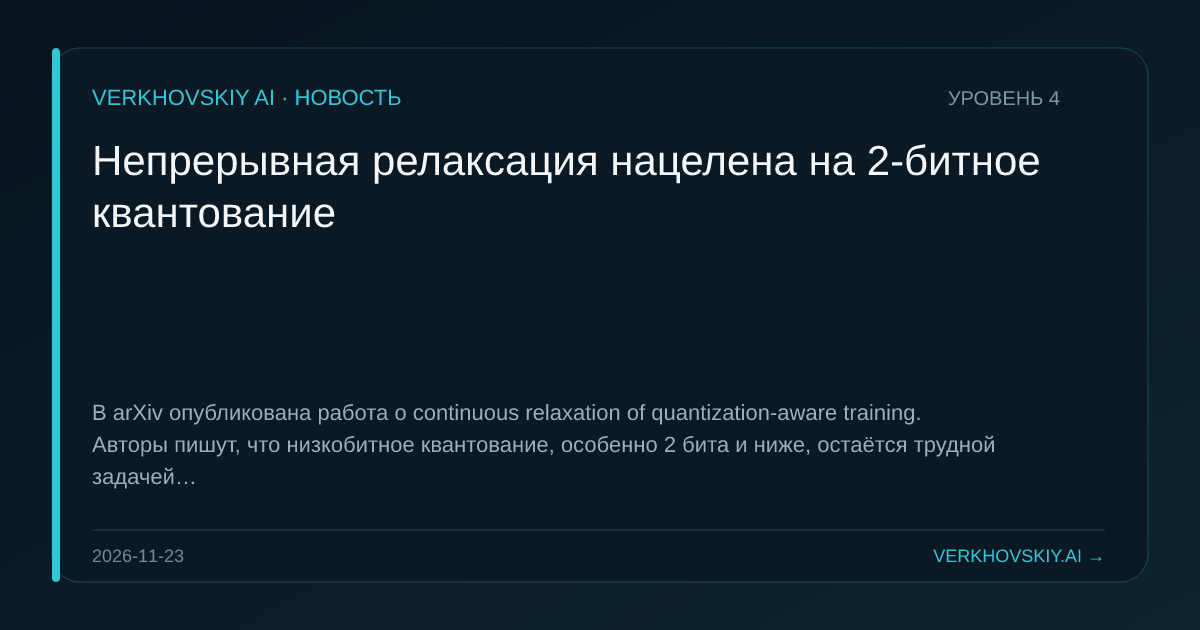 VERKHOVSKIY AI · НОВОСТЬ
УРОВЕНЬ 4
Непрерывная релаксация нацелена на 2-битное
квантование
В arXiv опубликована работа о continuous relaxation of quantization-aware training.
Авторы пишут, что низкобитное квантование, особенно 2 бита и ниже, остаётся трудной
задачей…
2026-11-23
VERKHOVSKIY.AI →